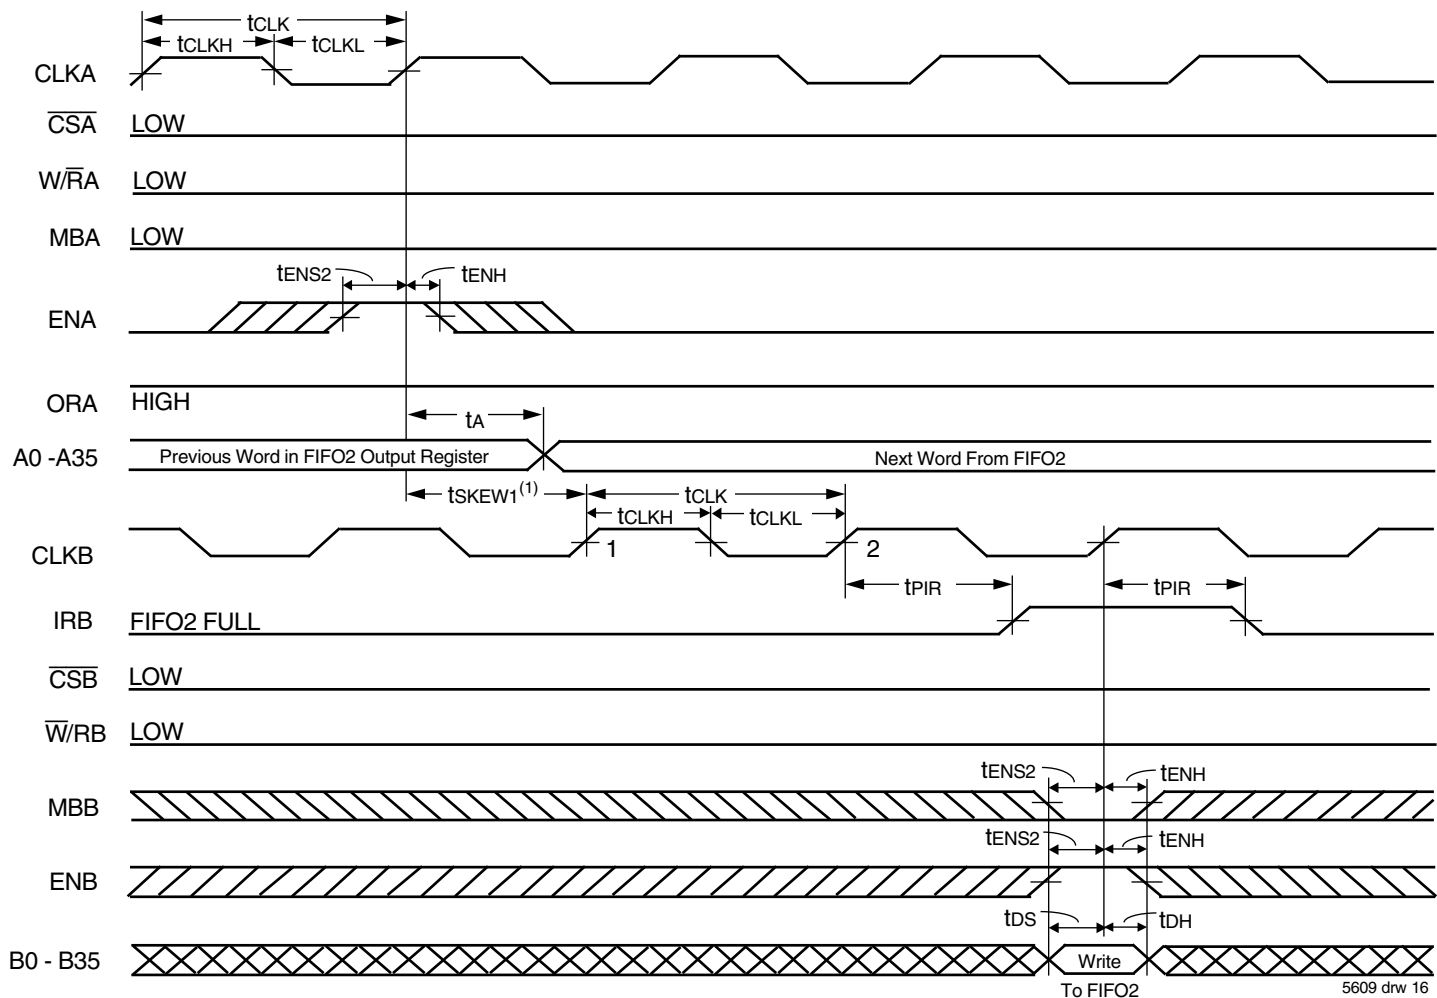 tCLK
tCLKH tCLKL
CLKA
C̅S̅A̅ LOW
W/R̅A LOW
MBA LOW
tENS2 tENH
ENA
ORA HIGH
tA
A0 -A35 Previous Word in FIFO2 Output Register Next Word From FIFO2
tSKEW1(1) tCLK
tCLKH tCLKL
CLKB 1 2
tPIR tPIR
IRB FIFO2 FULL
C̅S̅B̅ LOW
W̅/RB LOW
tENS2 tENH
MBB
tENS2 tENH
ENB
tDS tDH
B0 - B35 Write
To FIFO2
5609 drw 16